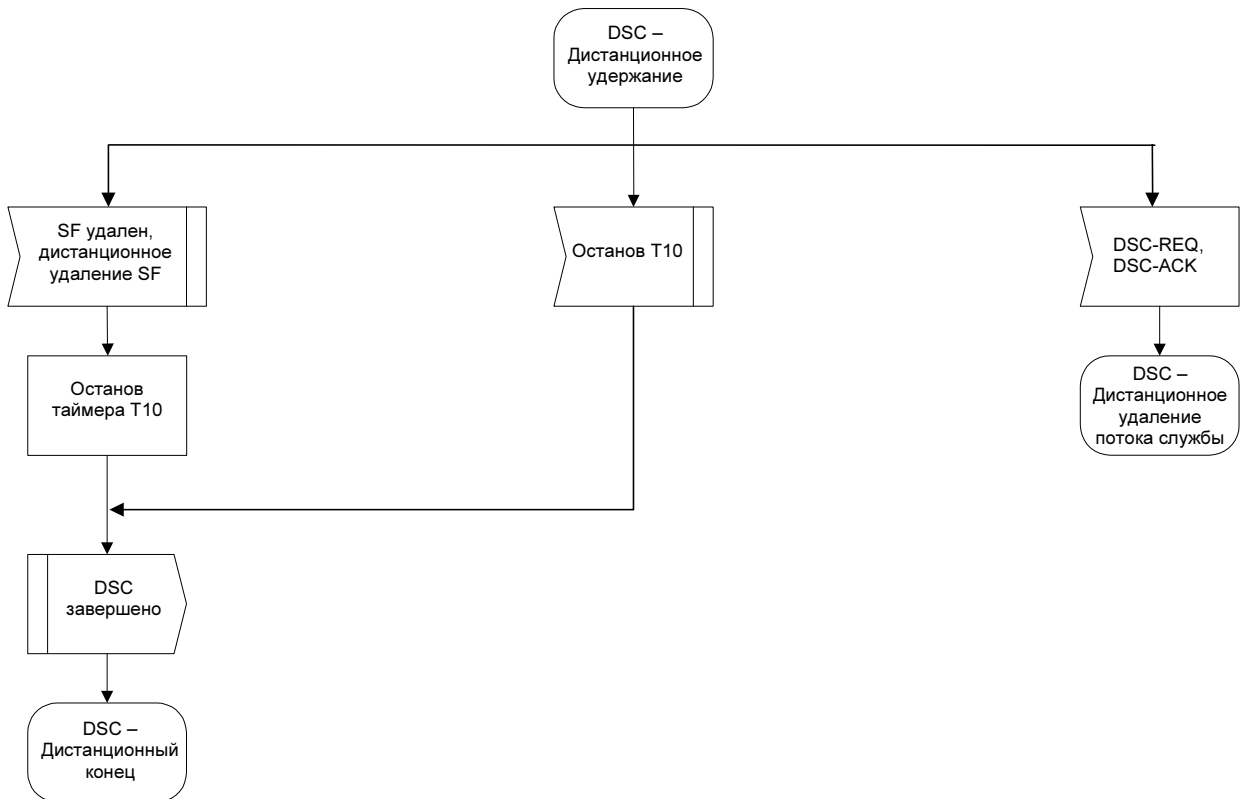 DSC –
Дистанционное
удержание
SF удален,
дистанционное
удаление SF
Останов T10
DSC-REQ,
DSC-ACK
Останов
таймера T10
DSC –
Дистанционное
удаление
потока службы
DSC
завершено
DSC –
Дистанционный
конец